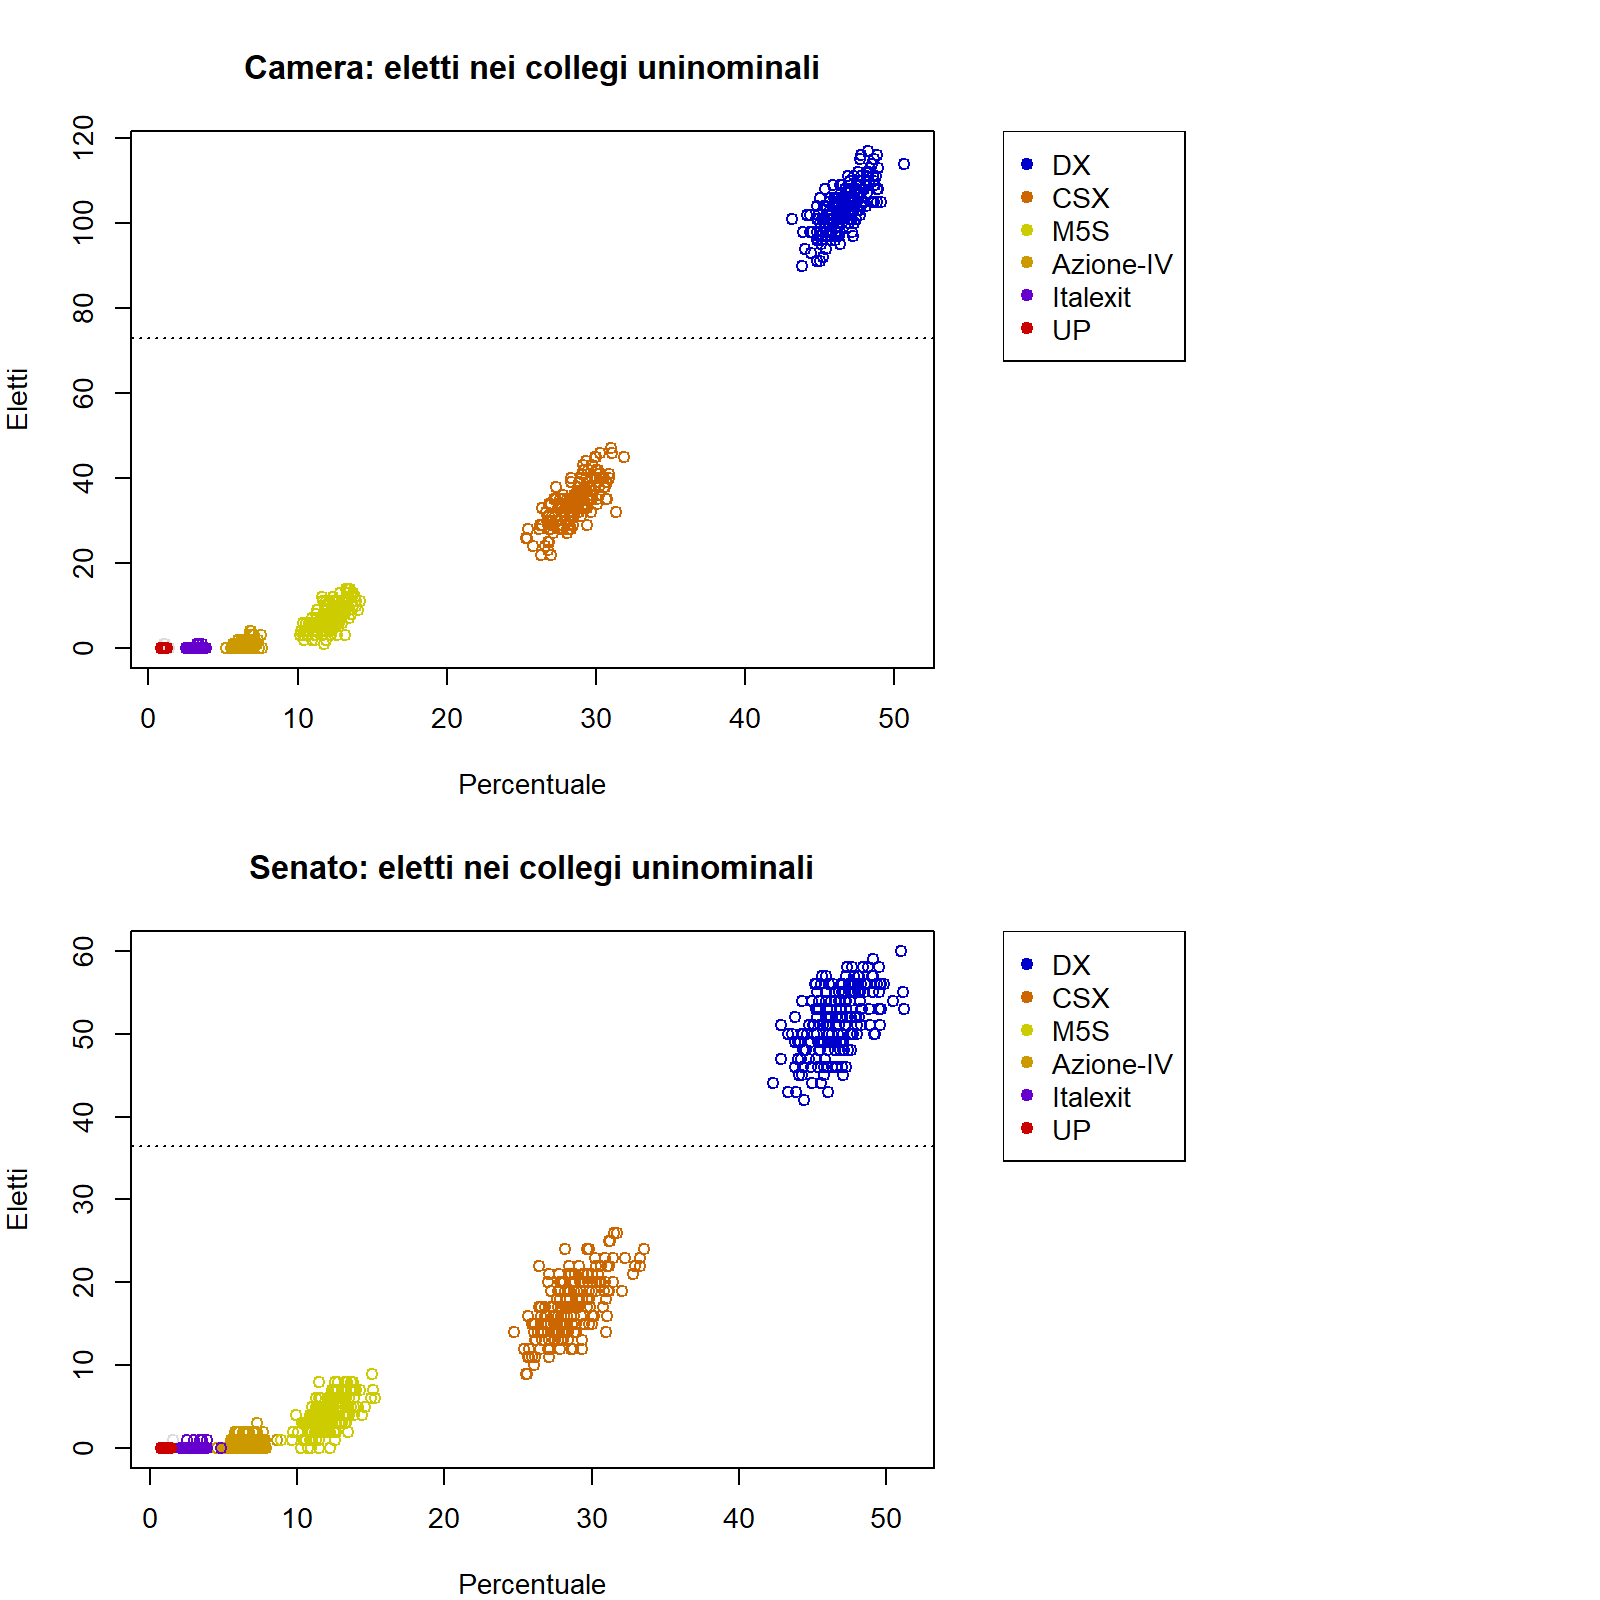 Camera: eletti nei collegi uninominali
120
100
80
60
40
20
0
Eletti
0 10 20 30 40 50
Percentuale
DX
CSX
M5S
Azione-IV
Italexit
UP
Senato: eletti nei collegi uninominali
60
50
40
30
20
10
0
Eletti
0 10 20 30 40 50
Percentuale
DX
CSX
M5S
Azione-IV
Italexit
UP